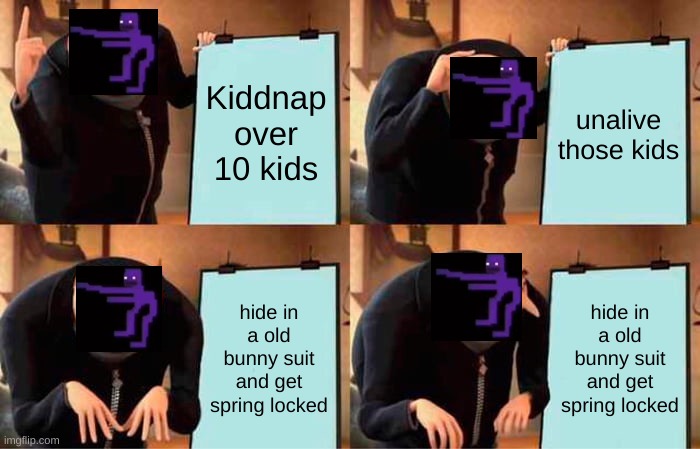 Kiddnap
over
10 kids
unalive
those kids
hide in
a old
bunny suit
and get
spring locked
hide in
a old
bunny suit
and get
spring locked
imgflip.com